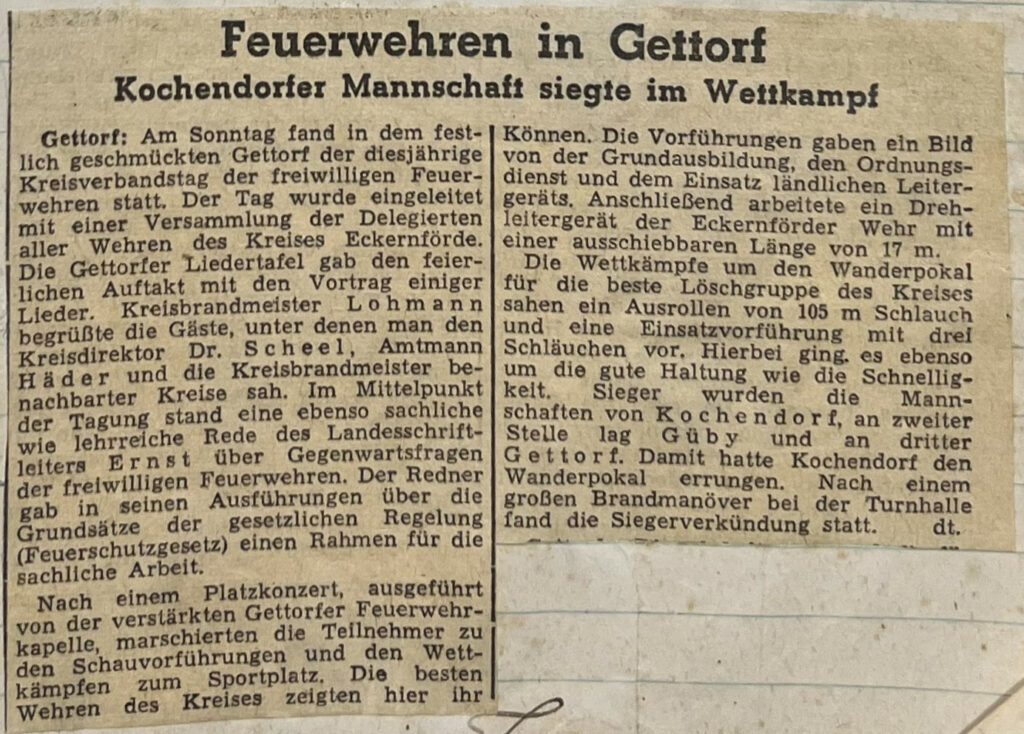 Feuerwehren in Gettorf
Kochendorfer Mannschaft siegte im Wettkampf
Gettorf: Am Sonntag fand in dem fest-
lich geschmückten Gettorf der diesjährige
Kreisverbandstag der freiwilligen Feuer-
wehren statt. Der Tag wurde eingeleitet
mit einer Versammlung der Delegierten
aller Wehren des Kreises Eckernförde.
Die Gettorfer Liedertafel gab den feier-
lichen Auftakt mit den Vortrag einiger
Lieder. Kreisbrandmeister Lohmann
begrüßte die Gäste, unter denen man den
Kreisdirektor Dr. Scheel, Amtmann
Häder und die Kreisbrandmeister be-
nachbarter Kreise sah. Im Mittelpunkt
der Tagung stand eine ebenso sachliche
wie lehrreiche Rede des Landesschrift-
leiters Ernst über Gegenwartsfragen
der freiwilligen Feuerwehren. Der Redner
gab in seinen Ausführungen über die
Grundsätze der gesetzlichen Regelung
(Feuerschutzgesetz) einen Rahmen für die
sachliche Arbeit.
Nach einem Platzkonzert, ausgeführt
von der verstärkten Gettorfer Feuerwehr-
kapelle, marschierten die Teilnehmer zu
den Schauvorführungen und den Wett-
kämpfen zum Sportplatz. Die besten
Wehren des Kreises zeigten hier ihr
Können. Die Vorführungen gaben ein Bild
von der Grundausbildung, den Ordnungs-
dienst und dem Einsatz ländlichen Leiter-
geräts. Anschließend arbeitete ein Dreh-
leitergerät der Eckernförder Wehr mit
einer ausschiebbaren Länge von 17 m.
Die Wettkämpfe um den Wanderpokal
für die beste Löschgruppe des Kreises
sahen ein Ausrollen von 105 m Schlauch
und eine Einsatzvorführung mit drei
Schläuchen vor. Hierbei ging es ebenso
um die gute Haltung wie die Schnellig-
keit. Sieger wurden die Mann-
schaften von Kochendorf, an zweiter
Stelle lag Güby und an dritter
Gettorf. Damit hatte Kochendorf den
Wanderpokal errungen. Nach einem
großen Brandmanöver bei der Turnhalle
fand die Siegerverkündung statt. dt.